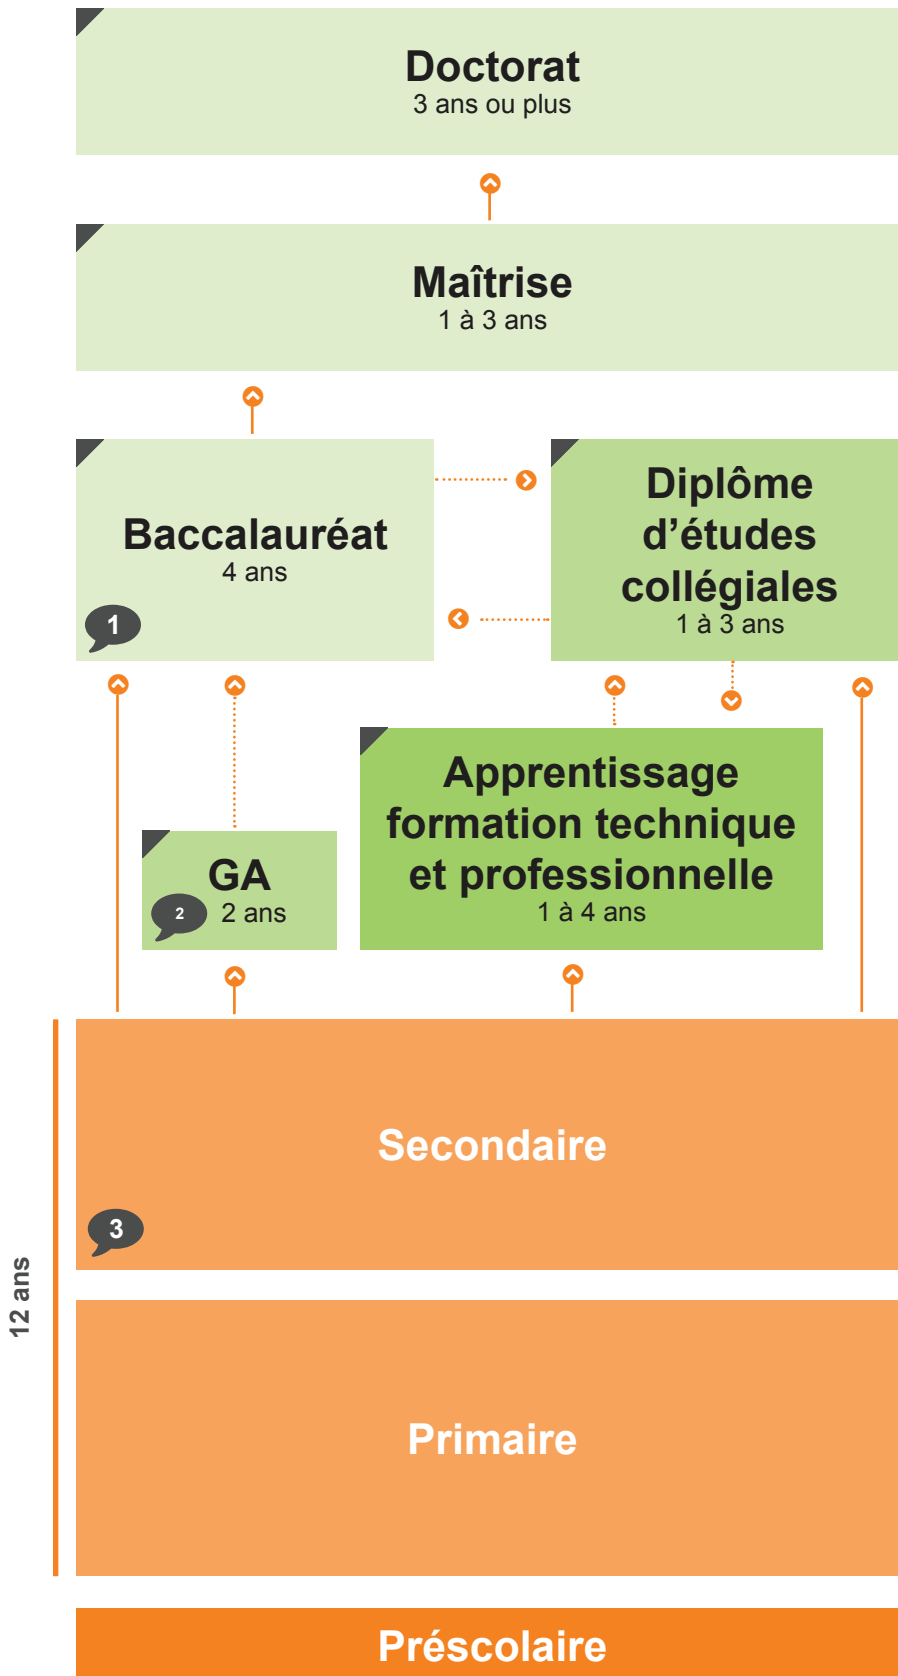 Doctorat
3 ans ou plus
Maîtrise
1 à 3 ans
Baccalauréat
4 ans
1
Diplôme
d’études
collégiales
1 à 3 ans
Apprentissage
formation technique
et professionnelle
1 à 4 ans
GA
2 2 ans
Secondaire
3
12 ans
Primaire
Préscolaire